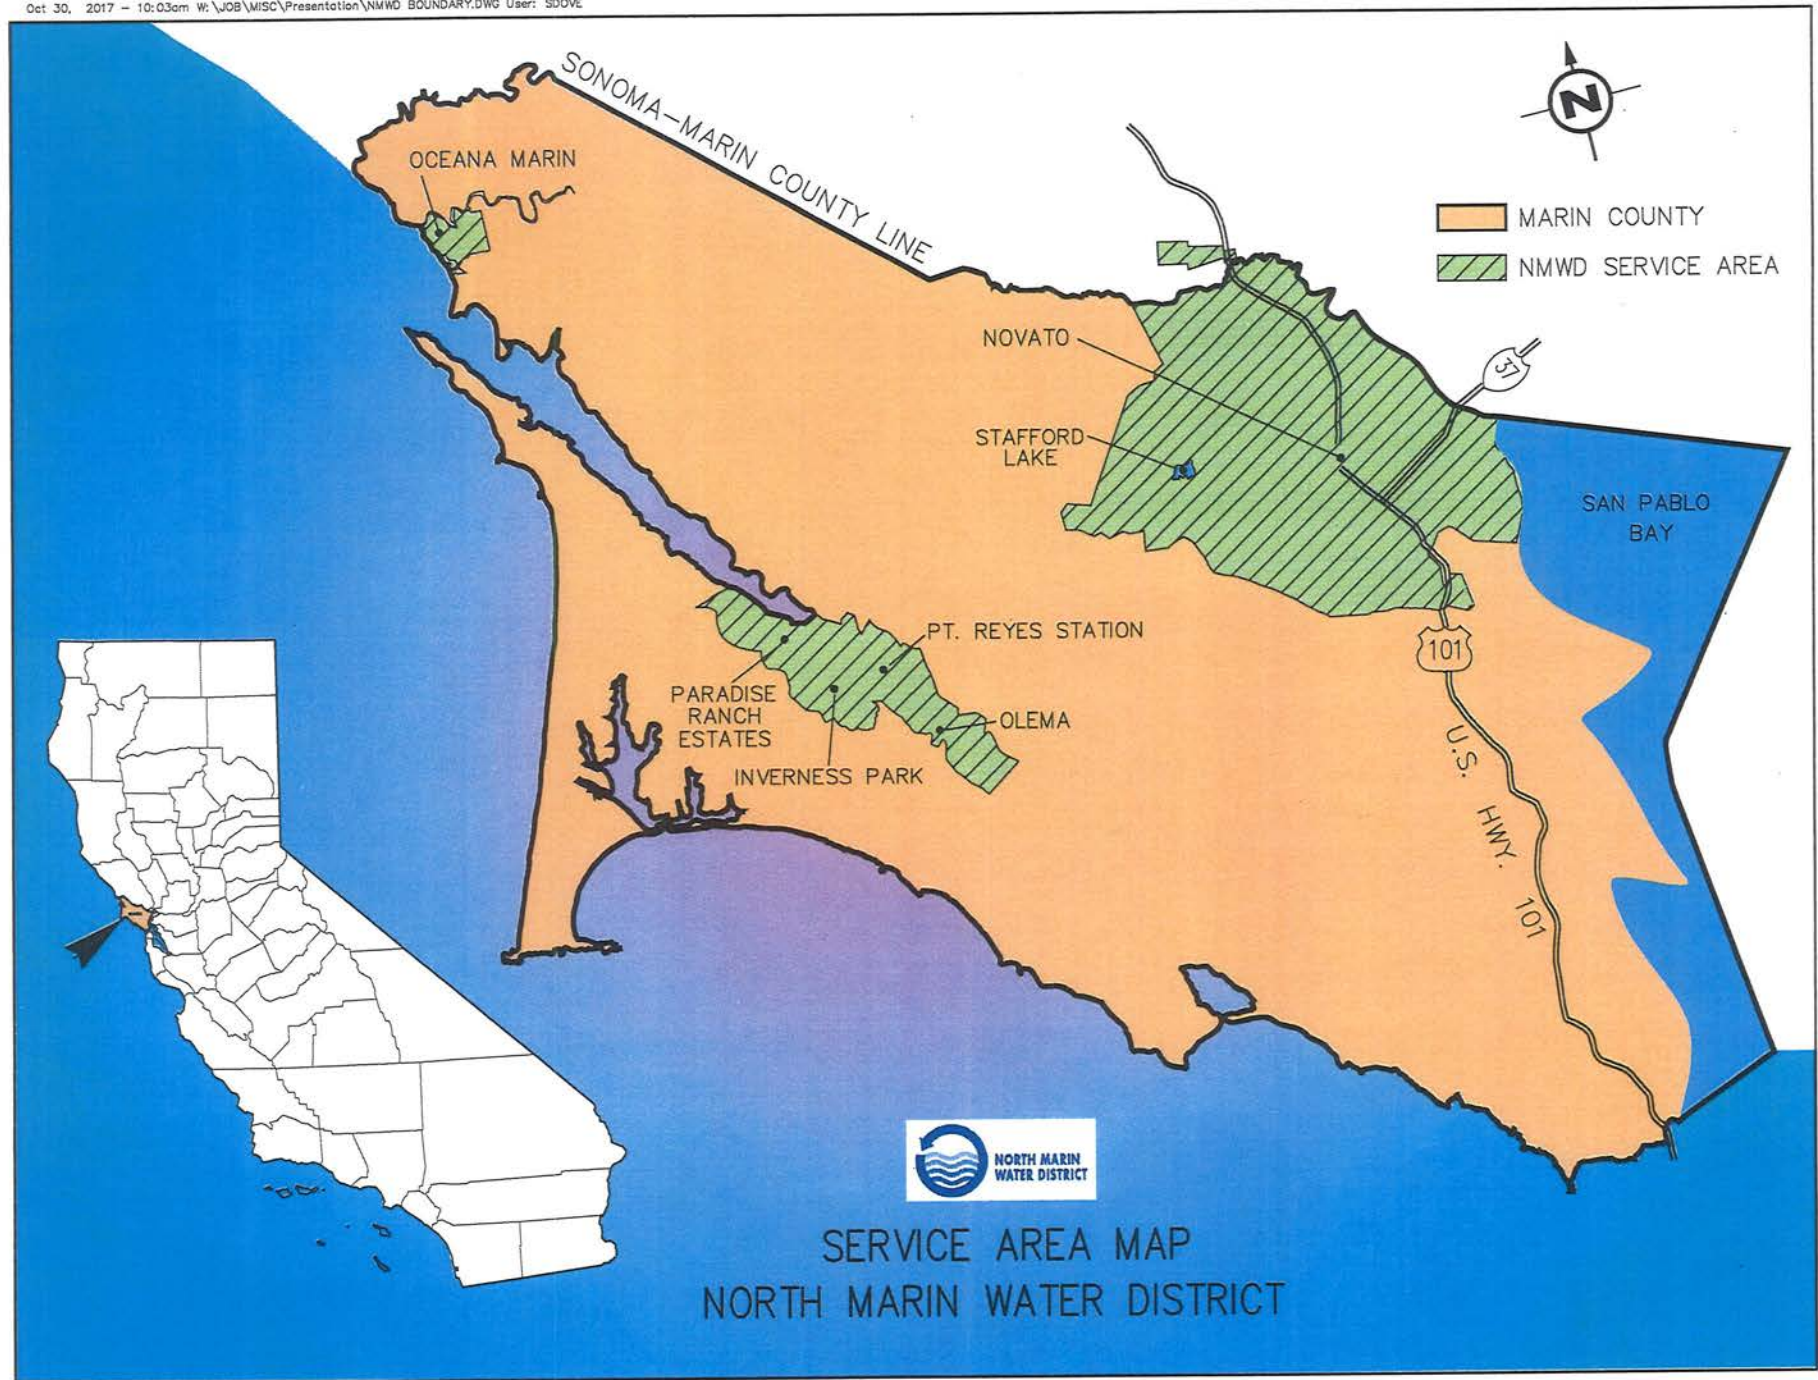 Oct 30, 2017 - 10:03am W:\JOB\MISC\Presentation\NMWD BOUNDARY.DWG User: SDOVE
SONOMA-MARIN COUNTY LINE
N
OCEANA MARIN
MARIN COUNTY
NMWD SERVICE AREA
NOVATO
37
STAFFORD
LAKE
SAN PABLO
BAY
PT. REYES STATION
101
PARADISE
RANCH
ESTATES
OLEMA
INVERNESS PARK
U.S. HWY. 101
NORTH MARIN
WATER DISTRICT
SERVICE AREA MAP
NORTH MARIN WATER DISTRICT